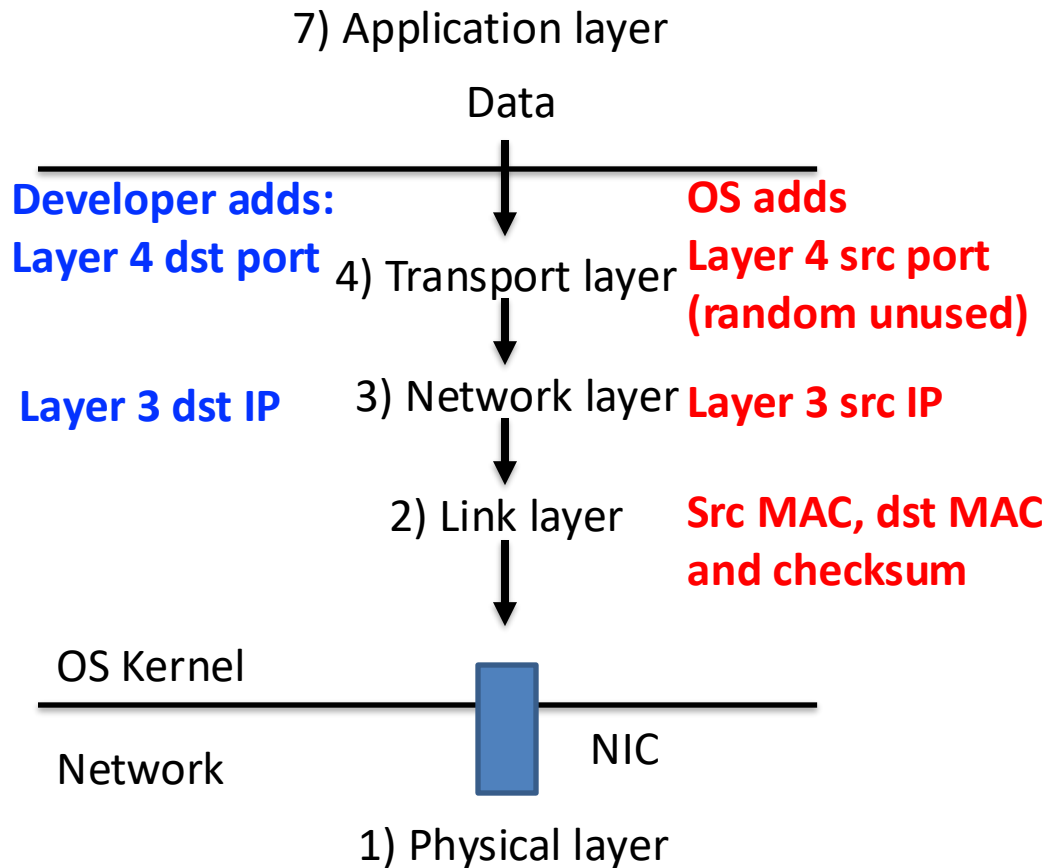 7) Application layer
Data
Developer adds:
Layer 4 dst port
OS adds
Layer 4 src port
(random unused)
4) Transport layer
Layer 3 dst IP
3) Network layer
Layer 3 src IP
2) Link layer
Src MAC, dst MAC
and checksum
OS Kernel
Network
NIC
1) Physical layer